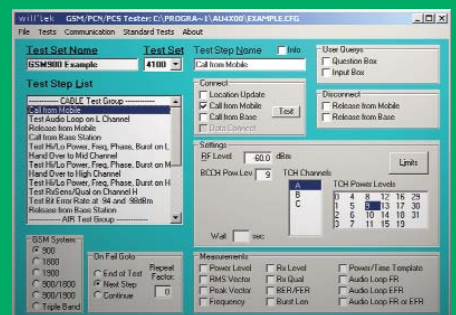 will'tek GSM/PCN/PCS Tester: C:\PROGRA~1\AU4X00\EXAMPLE.CFG
File Tests Communication Standard Tests About
Test Set Name
Test Set
GSM900 Example
4100
Test Step List
---------- CABLE Test Group ----------
Call from Mobile
Test Audio Loop on L Channel
Release from Mobile
Call from Base Station
Test Hi/Lo Power, Freq, Phase, Burst on L
Hand Over to Mid Channel
Test Hi/Lo Power, Freq, Phase, Burst on M
Hand Over to High Channel
Test Hi/Lo Power, Freq, Phase, Burst on H
Test RxSens/Qual on Channel H
Test Bit Error Rate at -94 and -98dBm
Release from Base Station
---------- AIR Test Group ----------
GSM System
900
1800
1900
900/1800
900/1900
Triple Band
On Fail Goto
End of Test
Next Step
Continue
Repeat
Factor:
0
Test Step Name
Info
Call from Mobile
Connect
Location Update
Call from Mobile
Call from Base
Data Connect
Test
User Querys
Question Box
Input Box
Disconnect
Release from Mobile
Release from Base
Settings
RF Level -60.0 dBm
BCCH Pow.Lev 9
TCH Channels
A
B
C
Limits
TCH Power Levels
0 4 8 12 16 29
1 5 9 13 17 30
2 6 10 14 18 31
3 7 11 15 19
Wait sec
Measurements
Power Level
RMS Vector
Peak Vector
Frequency
Rx Level
Rx Qual
BER/FER
Burst Len
Power/Time Template
Audio Loop FR
Audio Loop EFR
Audio Loop FR or EFR